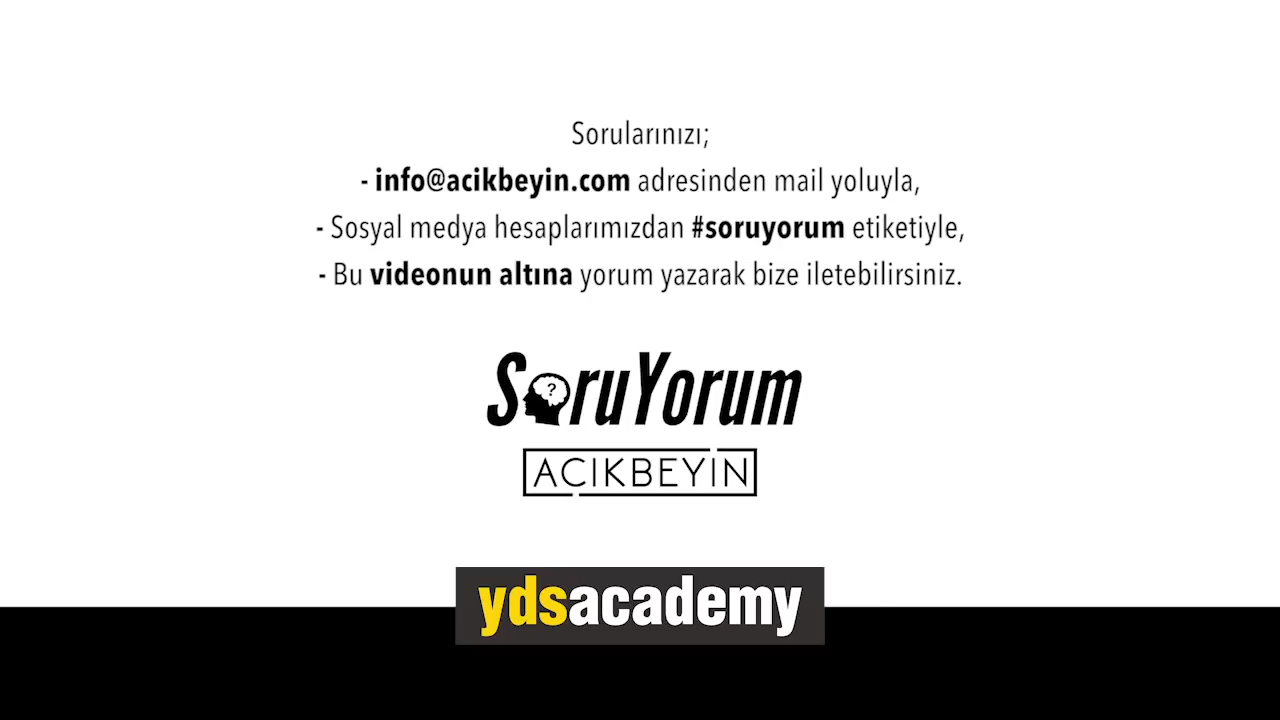 Sorularınızı;
- info@acikbeyin.com adresinden mail yoluyla,
- Sosyal medya hesaplarımızdan #soruyorum etiketiyle,
- Bu videonun altına yorum yazarak bize iletebilirsiniz.
SoruYorum
AÇIKBEYİN
ydsacademy